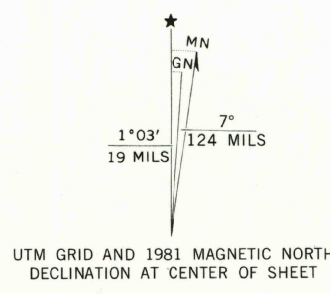 MN
GN
1°03'
19 MILS
7°
124 MILS
UTM GRID AND 1981 MAGNETIC NORTH
DECLINATION AT CENTER OF SHEET